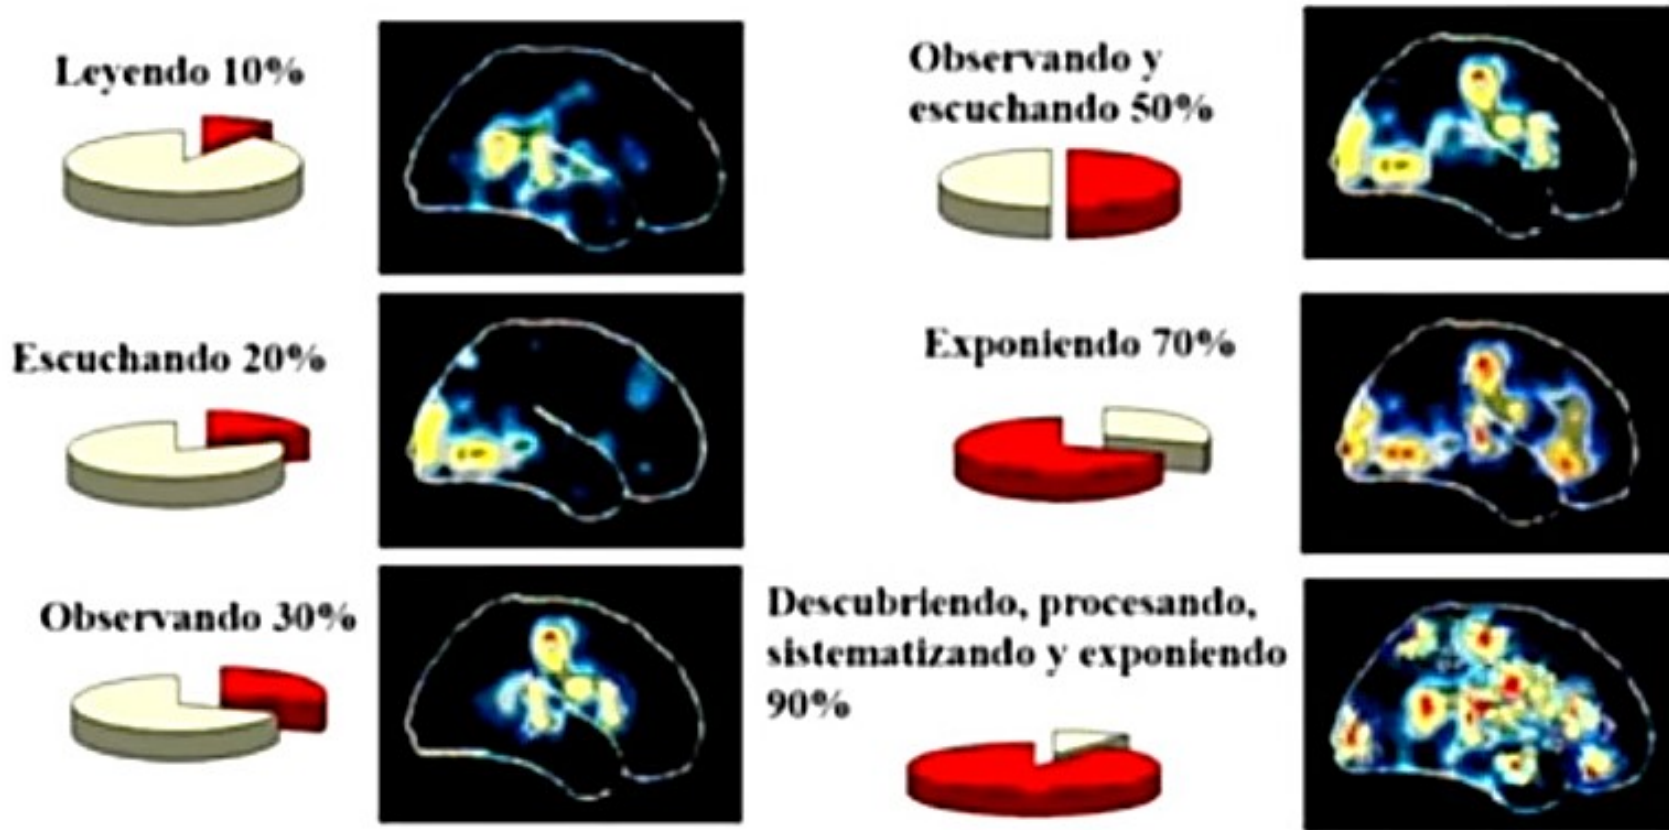 Leyendo 10%
Escuchando 20%
Observando 30%
Observando y
escuchando 50%
Exponiendo 70%
Descubriendo, procesando,
sistematizando y exponiendo
90%